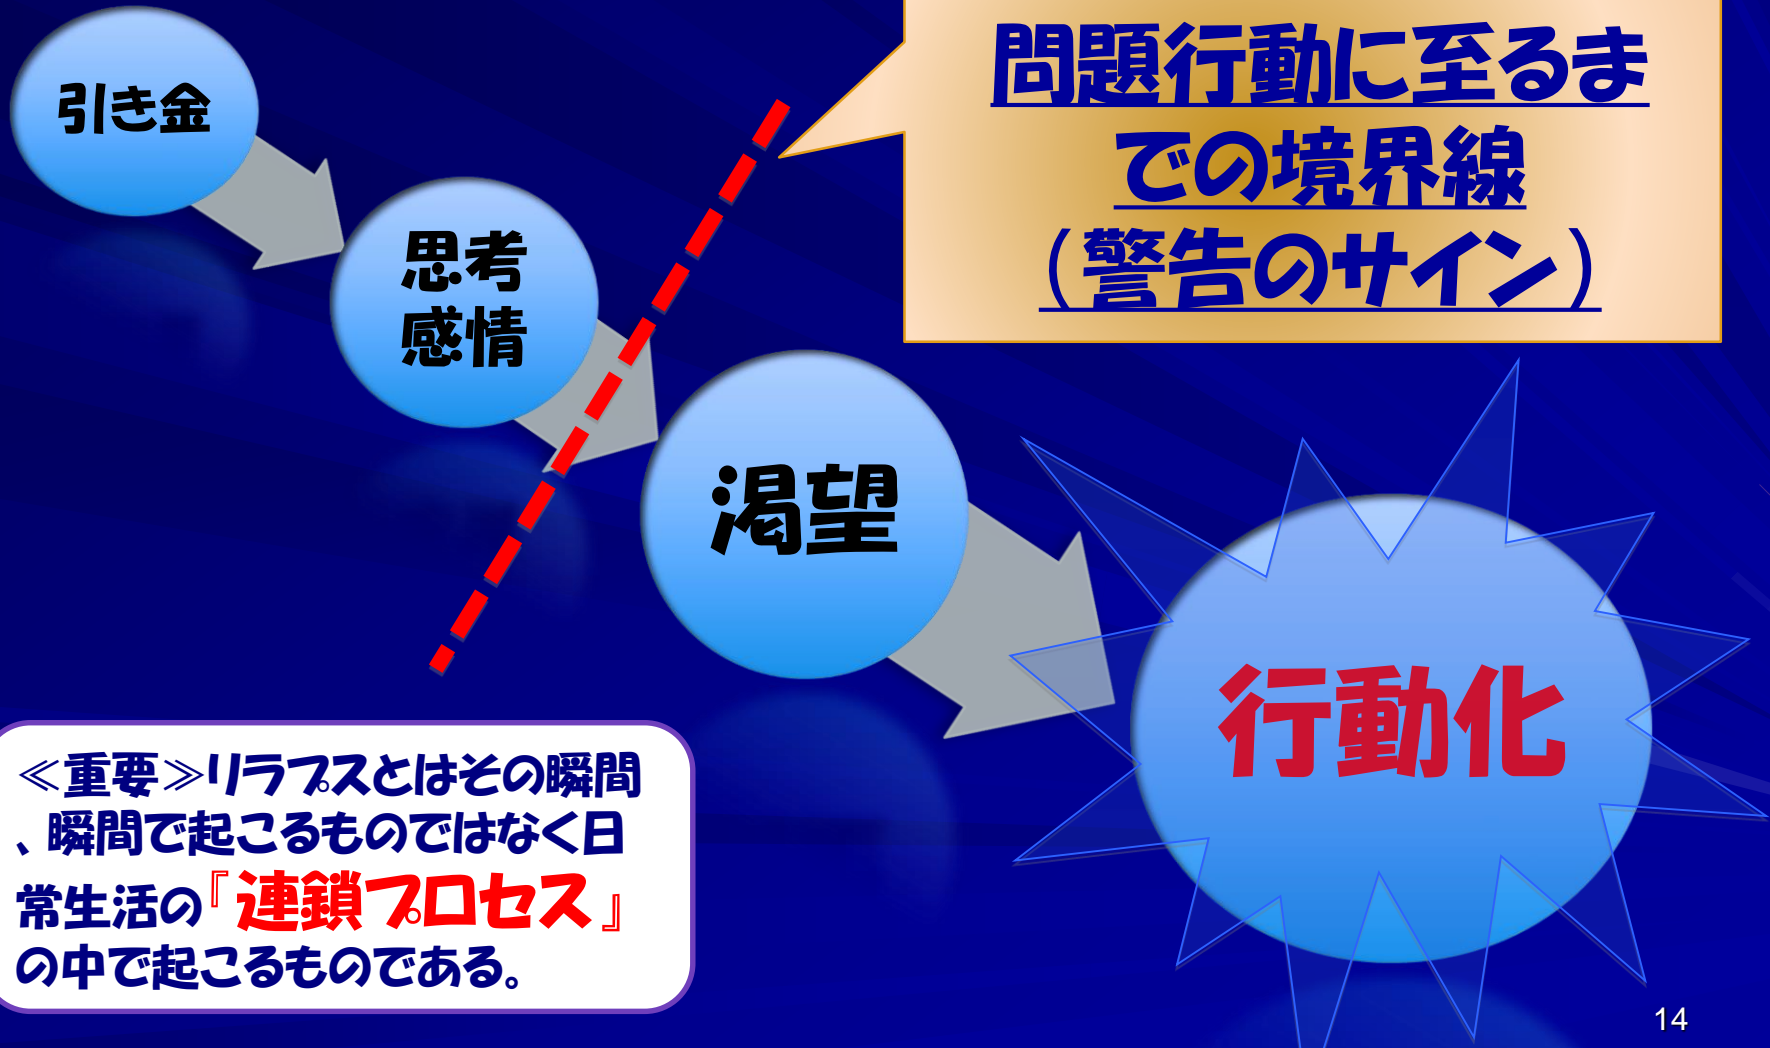 引き金
思考
感情
渇望
行動化
問題行動に至るま
での境界線
（警告のサイン）
≪重要≫リラプスとはその瞬間
、瞬間で起こるものではなく日
常生活の『連鎖プロセス』
の中で起こるものである。
14